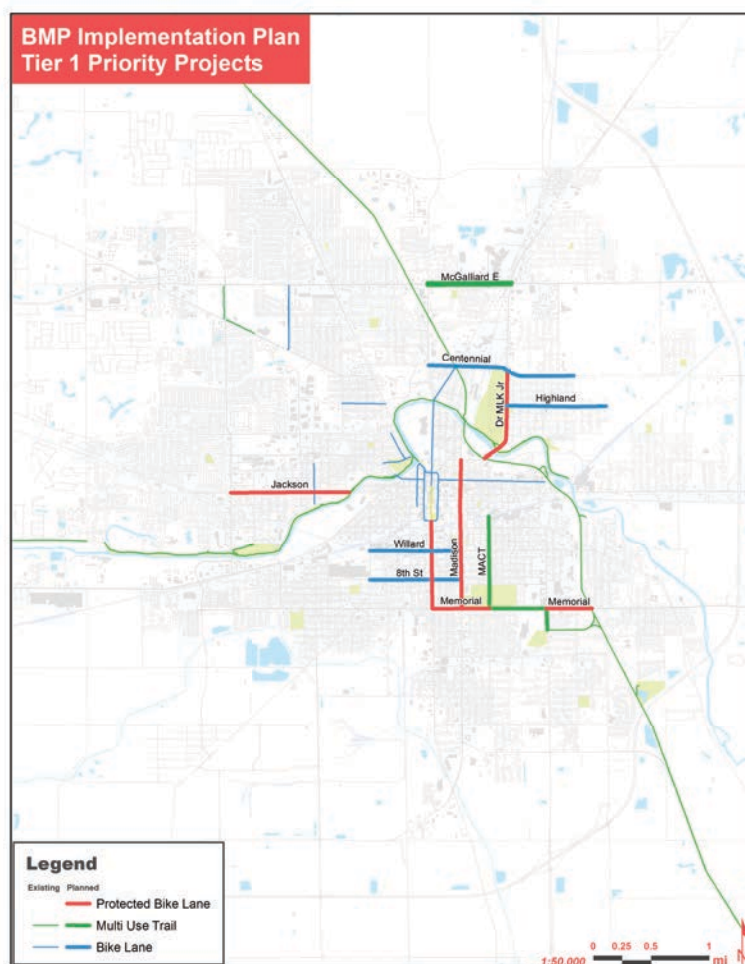 BMP Implementation Plan
Tier 1 Priority Projects
McGalliard E
Centennial
Dr MLK Jr
Highland
Jackson
Willard
Madison
MACT
8th St
Memorial
Memorial
Legend
Existing Planned
Protected Bike Lane
Multi Use Trail
Bike Lane
1:50,000
0 0.25 0.5 1
mi
N